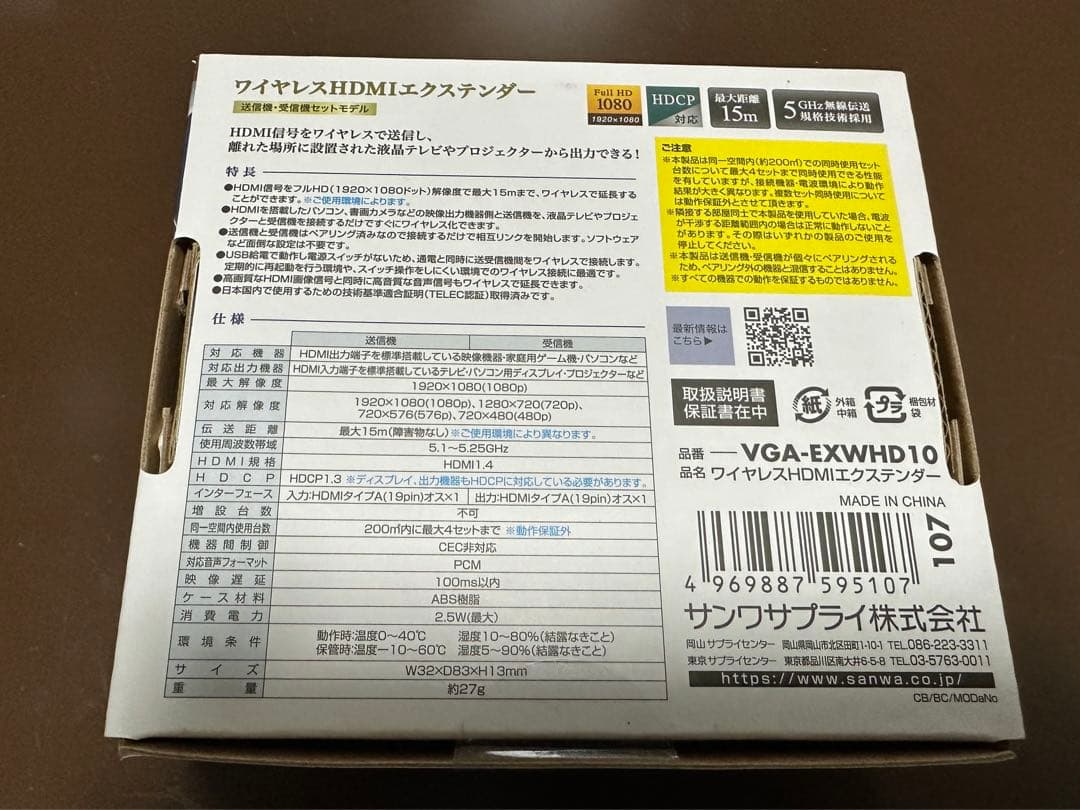 ワイヤレスHDMIエクステンダー
送信機・受信機セットモデル
Full HD
1080
1920×1080
HDCP
対応
最大距離
15m
5GHz無線伝送
規格技術採用
HDMI信号をワイヤレスで送信し、
離れた場所に設置された液晶テレビやプロジェクターから出力できる!
特長
●HDMI信号をフルHD(1920×1080ドット)解像度で最大15mまで、ワイヤレスで延長する
ことができます。※ご使用環境によります。
●HDMIを搭載したパソコン、書画カメラなどの映像出力機器側と送信機を、液晶テレビやプロジェ
クターと受信機を接続するだけですぐにワイヤレス化できます。
●送信機と受信機はペアリング済みなので接続するだけで相互リンクを開始します。ソフトウェア
など面倒な設定は不要です。
●USB給電で動作し電源スイッチがないため、通電と同時に送受信機間をワイヤレスで接続します。
定期的に再起動を行う環境や、スイッチ操作をしにくい環境でのワイヤレス接続に最適です。
●高画質なHDMI画像信号と同時に高音質な音声信号もワイヤレスで延長できます。
●日本国内で使用するための技術基準適合証明(TELEC認証)取得済みです。
ご注意
※本製品は同一空間内(約200㎡)での同時使用セット
台数について最大4セットまで同時使用できる性能
を有していますが、接続機器・電波環境により動作
結果が大きく異なります。複数セット同時使用につい
ては動作保証外とさせて頂きます。
※隣接する部屋同士で本製品を使用していた場合、電波
が干渉する距離範囲内の場合は正常に動作しないこと
があります。その際はいずれかの製品のご使用を
停止してください。
※本製品は送信機・受信機が個々にペアリングされる
ため、ペアリング外の機器と混信することはありません。
※すべての機器での動作を保証するものではありません。
仕様
送信機 受信機
対応機器 HDMI出力端子を標準搭載している映像機器・家庭用ゲーム機・パソコンなど
対応出力機器 HDMI入力端子を標準搭載しているテレビ・パソコン用ディスプレイ・プロジェクターなど
最大解像度 1920×1080(1080p)
対応解像度 1920×1080(1080p)、1280×720(720p)、
720×576(576p)、720×480(480p)
伝送距離 最大15m(障害物なし)※ご使用環境により異なります。
使用周波数帯域 5.1~5.25GHz
HDMI規格 HDMI1.4
HDCP HDCP1.3 ※ディスプレイ、出力機器もHDCPに対応している必要があります。
インターフェース 入力:HDMIタイプA(19pin)オス×1 出力:HDMIタイプA(19pin)オス×1
増設台数 不可
同一空間内使用台数 200㎡内に最大4セットまで ※動作保証外
機器間制御 CEC非対応
対応音声フォーマット PCM
映像遅延 100ms以内
ケース材料 ABS樹脂
消費電力 2.5W(最大)
環境条件 動作時:温度0~40℃ 湿度10~80%(結露なきこと)
保管時:温度ー10~60℃ 湿度5~90%(結露なきこと)
サイズ W32×D83×H13mm
重量 約27g
最新情報は
こちら▶
取扱説明書
保証書在中
紙
外箱
中箱
プラ
梱包材
袋
品番 ― VGA-EXWHD10
品名 ワイヤレスHDMIエクステンダー
MADE IN CHINA
107
4 969887 595107
サンワサプライ株式会社
岡山サプライセンター 岡山県岡山市北区田町1-10-1 TEL.086-223-3311
東京サプライセンター 東京都品川区南大井6-5-8 TEL.03-5763-0011
https://www.sanwa.co.jp/
CB/BC/MODaNo